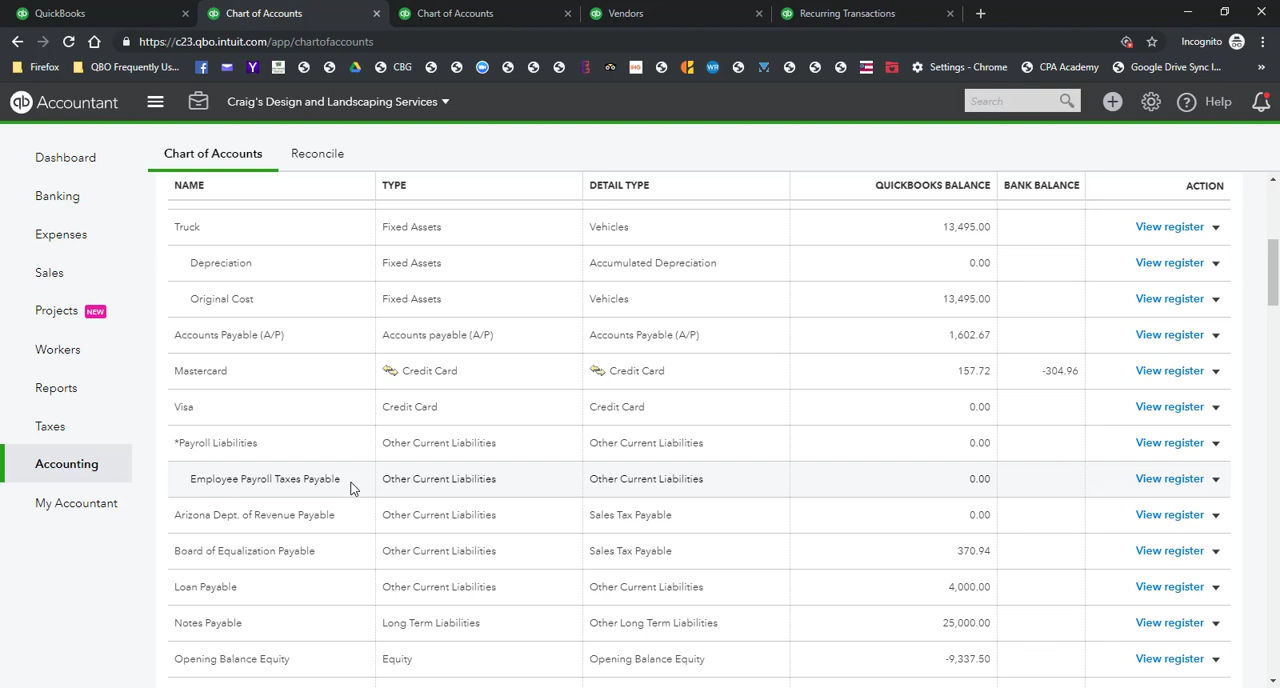 QuickBooks
Chart of Accounts
Chart of Accounts
Vendors
Recurring Transactions
https://c23.qbo.intuit.com/app/chartofaccounts
Incognito
Firefox
QBO Frequently Us...
CBG
Settings - Chrome
CPA Academy
Google Drive Sync I...
qb Accountant
Craig's Design and Landscaping Services
Search
Help
Dashboard
Banking
Expenses
Sales
Projects NEW
Workers
Reports
Taxes
Accounting
My Accountant
Chart of Accounts Reconcile
NAME TYPE DETAIL TYPE QUICKBOOKS BALANCE BANK BALANCE ACTION
Truck Fixed Assets Vehicles 13,495.00 View register
Depreciation Fixed Assets Accumulated Depreciation 0.00 View register
Original Cost Fixed Assets Vehicles 13,495.00 View register
Accounts Payable (A/P) Accounts payable (A/P) Accounts Payable (A/P) 1,602.67 View register
Mastercard Credit Card Credit Card 157.72 -304.96 View register
Visa Credit Card Credit Card 0.00 View register
*Payroll Liabilities Other Current Liabilities Other Current Liabilities 0.00 View register
Employee Payroll Taxes Payable Other Current Liabilities Other Current Liabilities 0.00 View register
Arizona Dept. of Revenue Payable Other Current Liabilities Sales Tax Payable 0.00 View register
Board of Equalization Payable Other Current Liabilities Sales Tax Payable 370.94 View register
Loan Payable Other Current Liabilities Other Current Liabilities 4,000.00 View register
Notes Payable Long Term Liabilities Other Long Term Liabilities 25,000.00 View register
Opening Balance Equity Equity Opening Balance Equity -9,337.50 View register